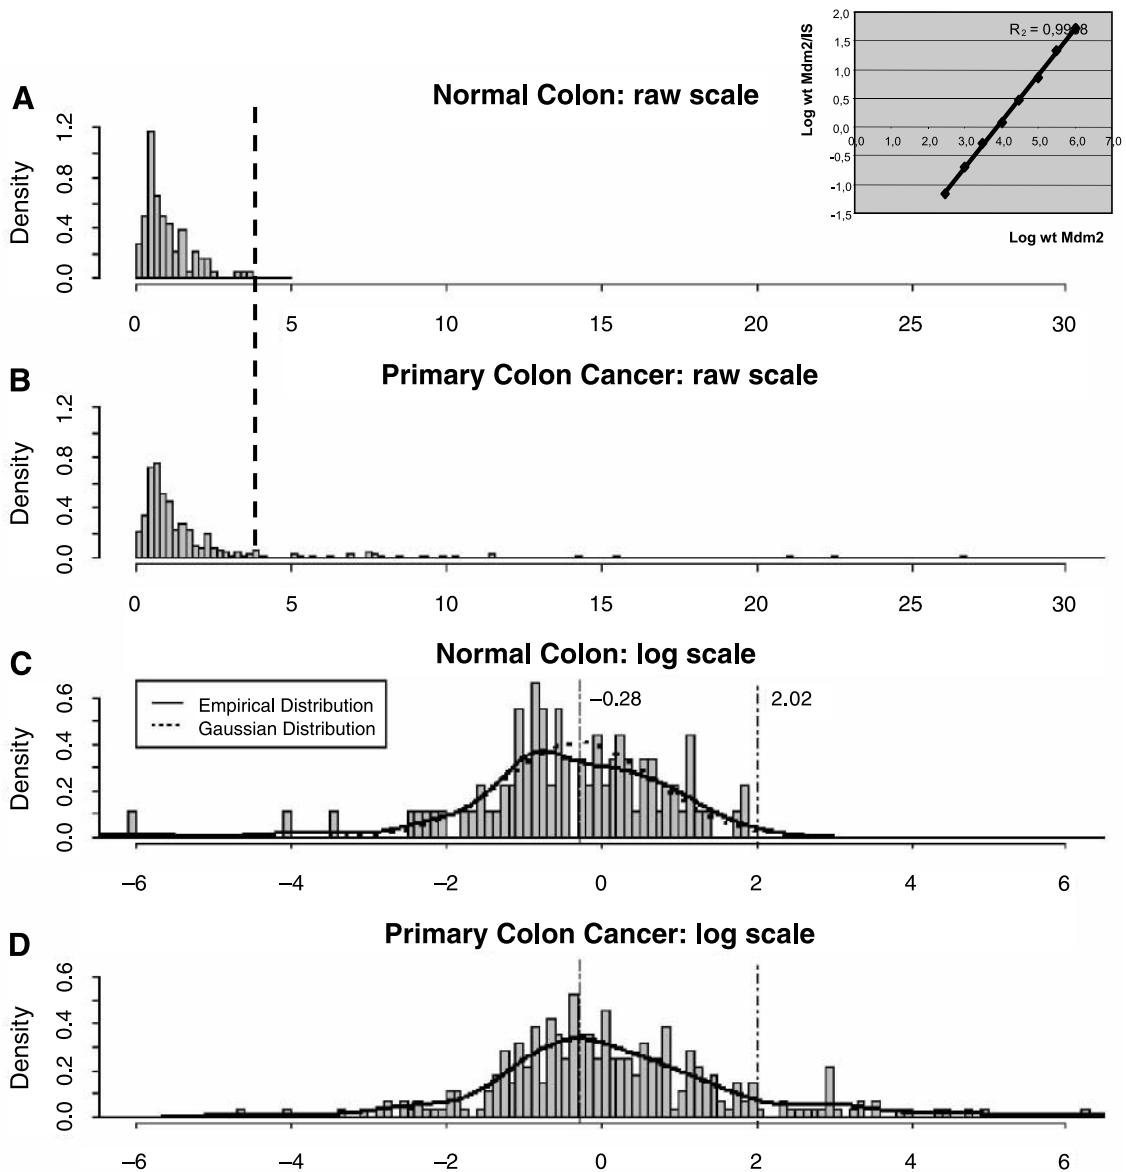 A
Normal Colon: raw scale
Density
0.0 0.4 0.8 1.2
0 5 10 15 20 25 30
Log wt Mdm2/IS
2,0
1,5
1,0
0,5
0,0
-0,5
-1,0
-1,5
R2 = 0,9998
0,0 1,0 2,0 3,0 4,0 5,0 6,0 7,0
Log wt Mdm2
B
Primary Colon Cancer: raw scale
Density
0.0 0.4 0.8 1.2
0 5 10 15 20 25 30
C
Normal Colon: log scale
Empirical Distribution
Gaussian Distribution
–0.28
2.02
Density
0.0 0.2 0.4 0.6
–6 –4 –2 0 2 4 6
D
Primary Colon Cancer: log scale
Density
0.0 0.2 0.4 0.6
–6 –4 –2 0 2 4 6